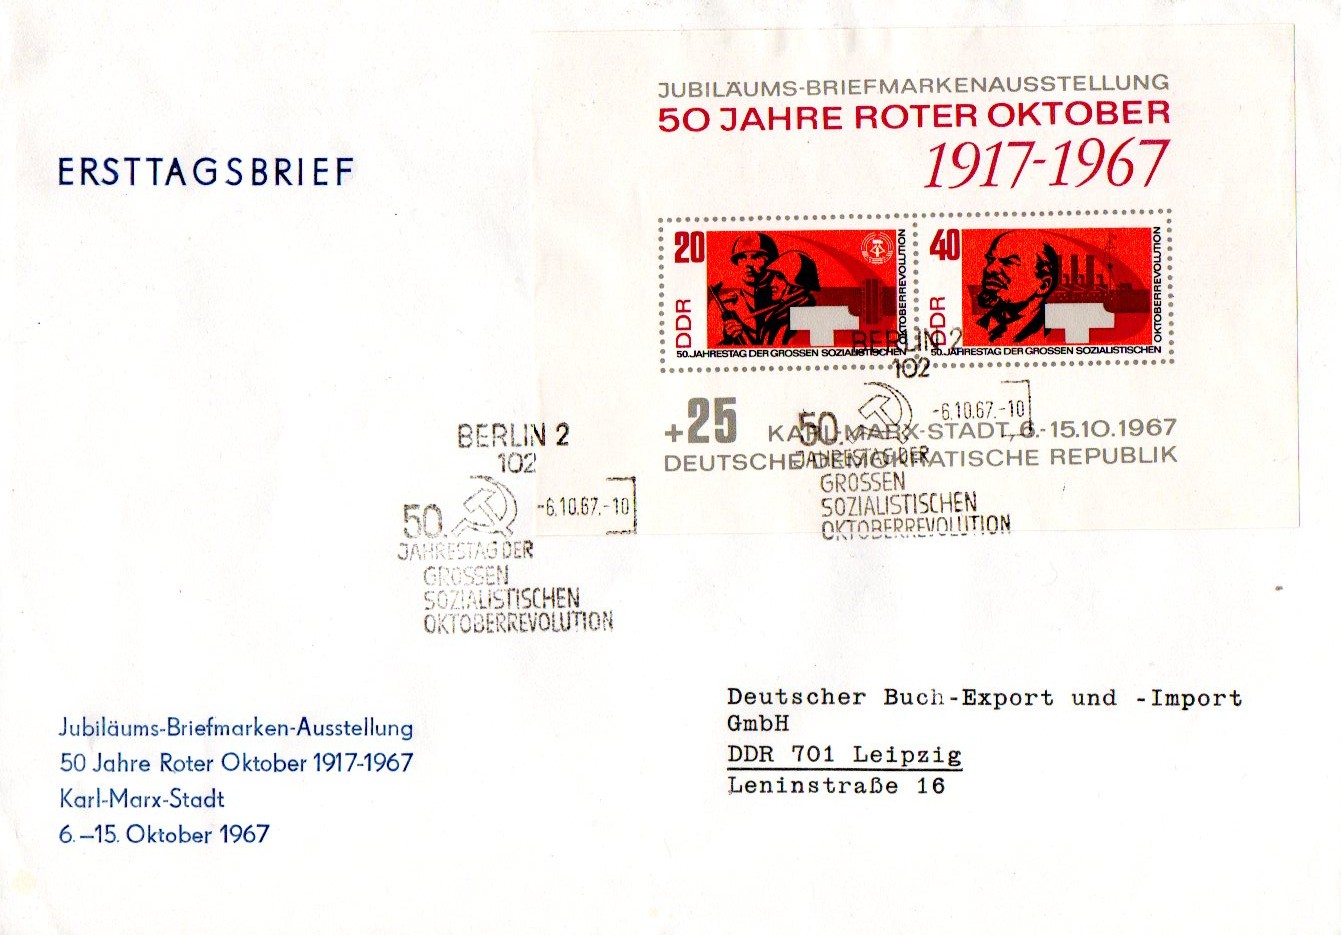 ERSTTAGSBRIEF
JUBILÄUMS-BRIEFMARKENAUSSTELLUNG
50 JAHRE ROTER OKTOBER
1917-1967
20
DDR
50. JAHRESTAG DER GROSSEN SOZIALISTISCHEN
OKTOBERREVOLUTION
40
DDR
50. JAHRESTAG DER GROSSEN SOZIALISTISCHEN
OKTOBERREVOLUTION
+25
KARL-MARX-STADT, 6.-15.10.1967
DEUTSCHE DEMOKRATISCHE REPUBLIK
BERLIN 2
102
50.
-6.10.67.-10
JAHRESTAG DER
GROSSEN
SOZIALISTISCHEN
OKTOBERREVOLUTION
BERLIN 2
102
50.
-6.10.67.-10
JAHRESTAG DER
GROSSEN
SOZIALISTISCHEN
OKTOBERREVOLUTION
Jubiläums-Briefmarken-Ausstellung
50 Jahre Roter Oktober 1917-1967
Karl-Marx-Stadt
6.–15. Oktober 1967
Deutscher Buch-Export und -Import
GmbH
DDR 701 Leipzig
Leninstraße 16